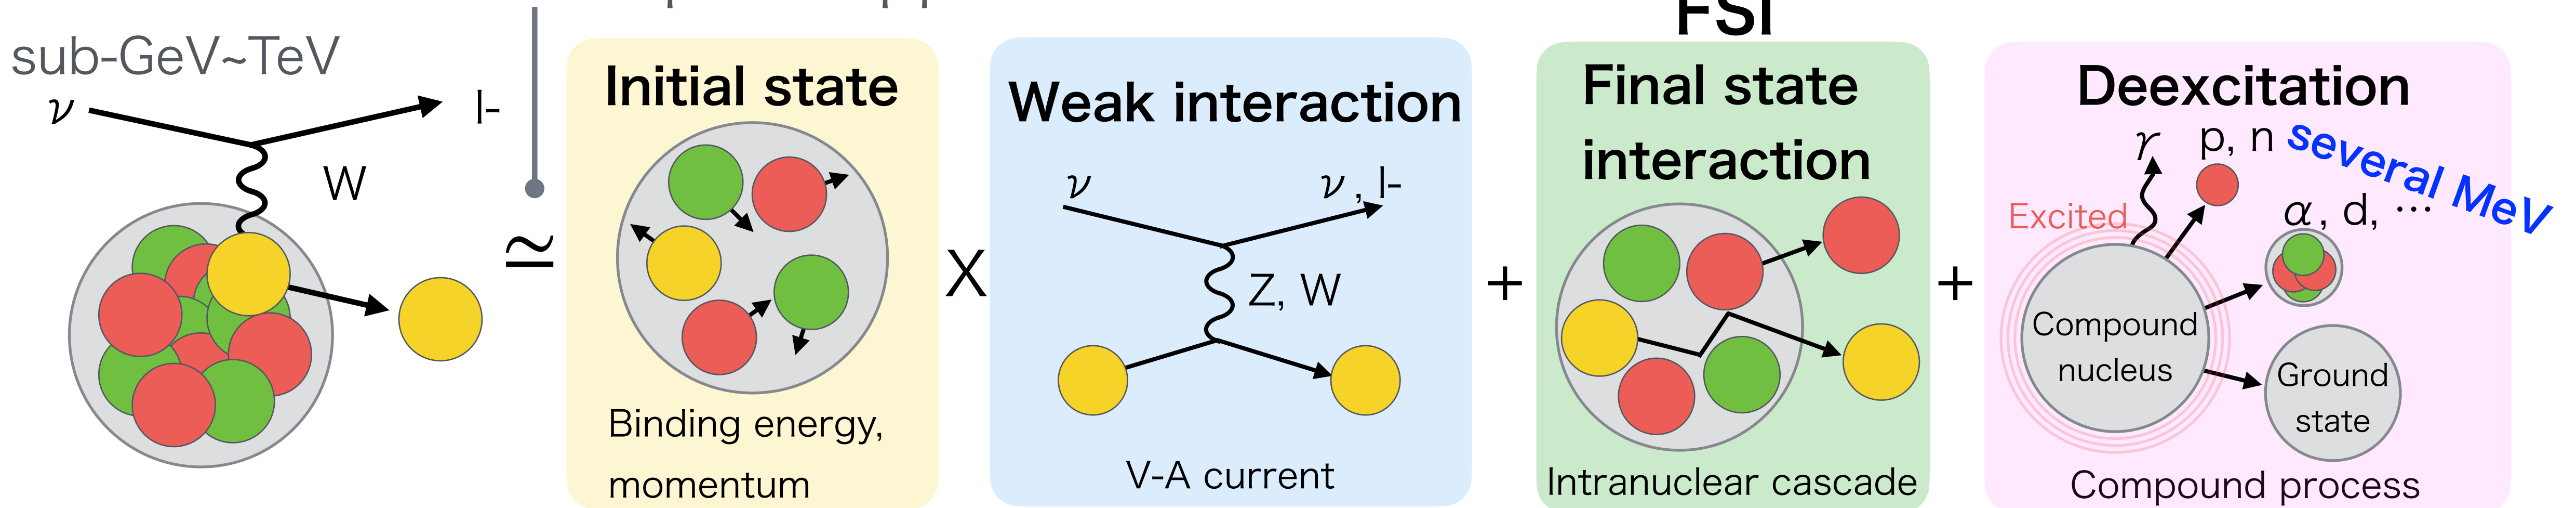 sub-GeV~TeV
ν
l-
W
≃
Initial state
Binding energy,
momentum
X
Weak interaction
ν
ν, l-
Z, W
V-A current
+
FSI
Final state
interaction
Intranuclear cascade
+
Deexcitation
γ
p, n
several MeV
Excited
α, d, ···
Compound
nucleus
Ground
state
Compound process